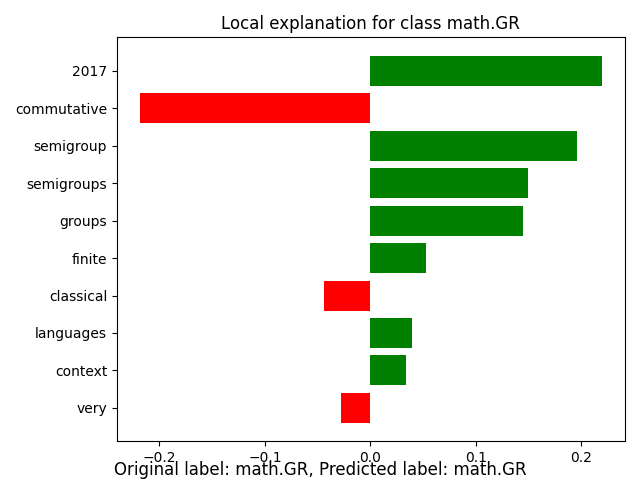 Local explanation for class math.GR
2017
commutative
semigroup
semigroups
groups
finite
classical
languages
context
very
−0.2 −0.1 0.0 0.1 0.2
Original label: math.GR, Predicted label: math.GR